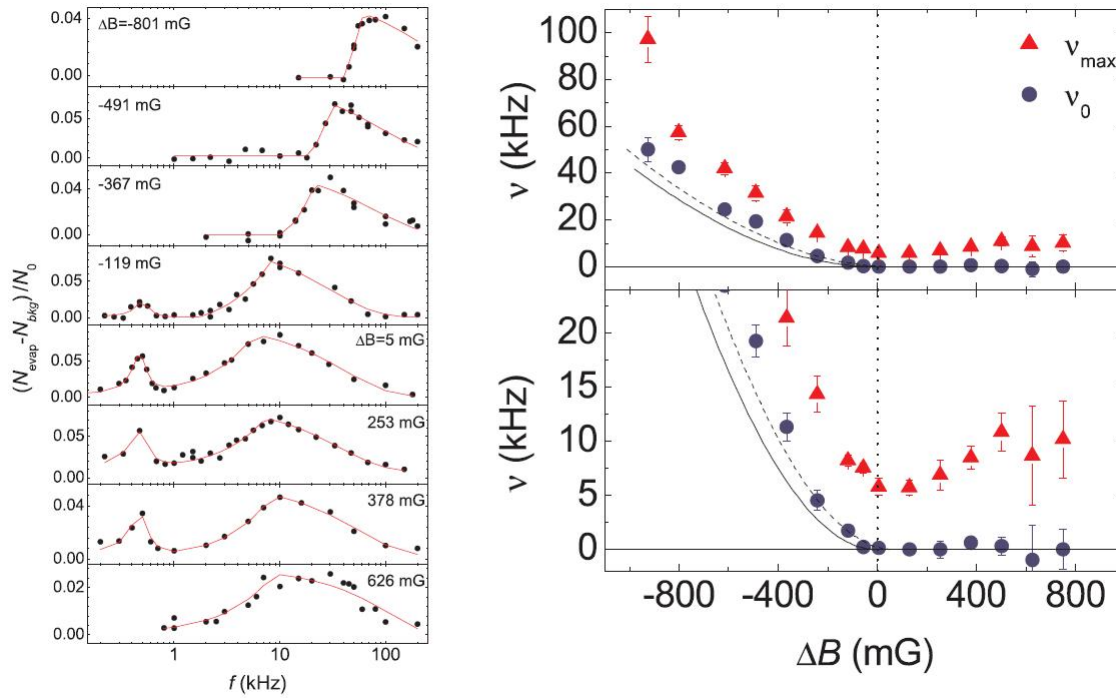 (N_evap - N_bkg) / N_0
ΔB=-801 mG
0.04
0.00
-491 mG
0.05
0.00
-367 mG
0.04
0.00
-119 mG
0.05
0.00
ΔB=5 mG
0.05
0.00
253 mG
0.05
0.00
378 mG
0.04
0.00
626 mG
0.02
0.00
1 10 100
f (kHz)
ν (kHz)
100
80
60
40
20
0
ν_max
ν_0
ν (kHz)
20
15
10
5
0
-800 -400 0 400 800
ΔB (mG)